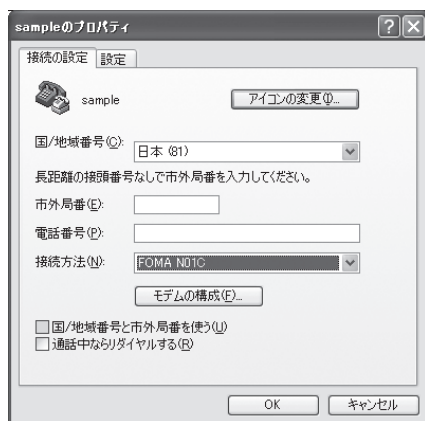 sampleのプロパティ
接続の設定 設定
sample
アイコンの変更(I)...
国/地域番号(C):
日本 (81)
長距離の接頭番号なしで市外局番を入力してください。
市外局番(E):
電話番号(P):
接続方法(N):
FOMA N01C
モデムの構成(F)...
国/地域番号と市外局番を使う(U)
通話中ならリダイヤルする(R)
OK キャンセル